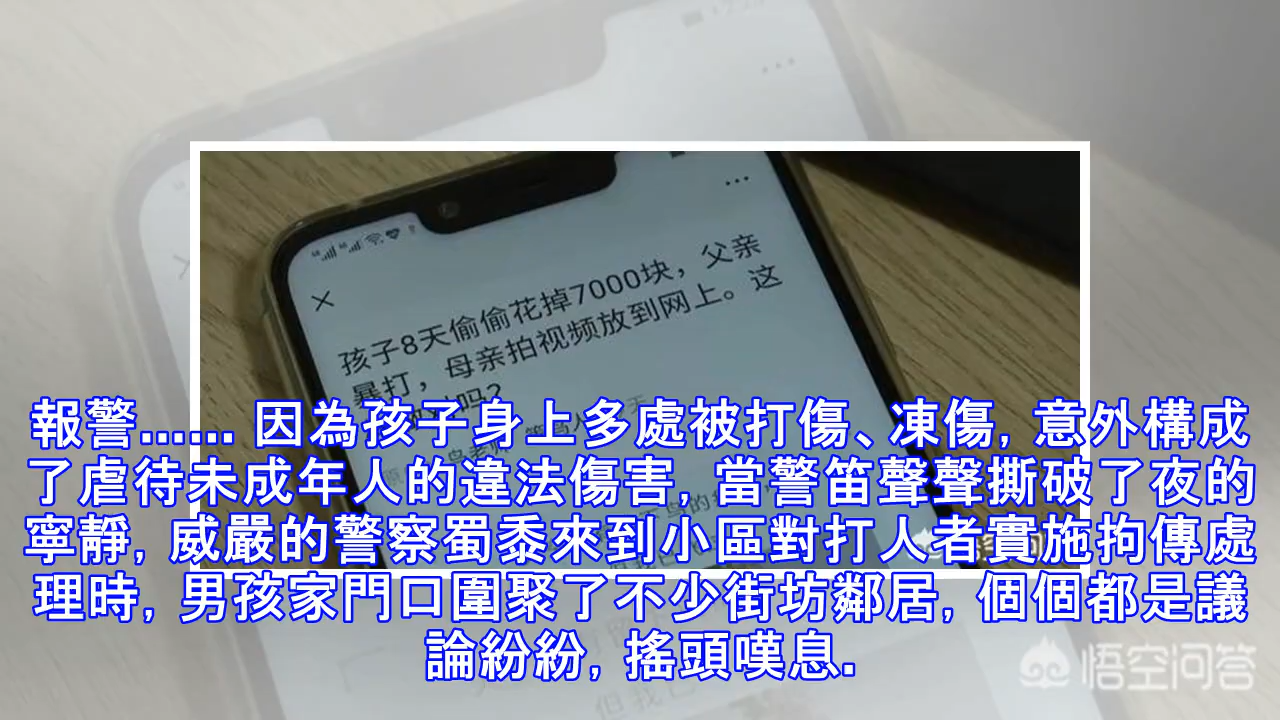 孩子8天偷偷花掉7000块，父亲
暴打，母亲拍视频放到网上。这
吗？
報警...... 因為孩子身上多處被打傷、凍傷, 意外構成
了虐待未成年人的違法傷害, 當警笛聲聲撕破了夜的
寧靜, 威嚴的警察蜀黍來到小區對打人者實施拘傳處
理時, 男孩家門口圍聚了不少街坊鄰居, 個個都是議
論紛紛, 搖頭嘆息.
但我已
悟空问答